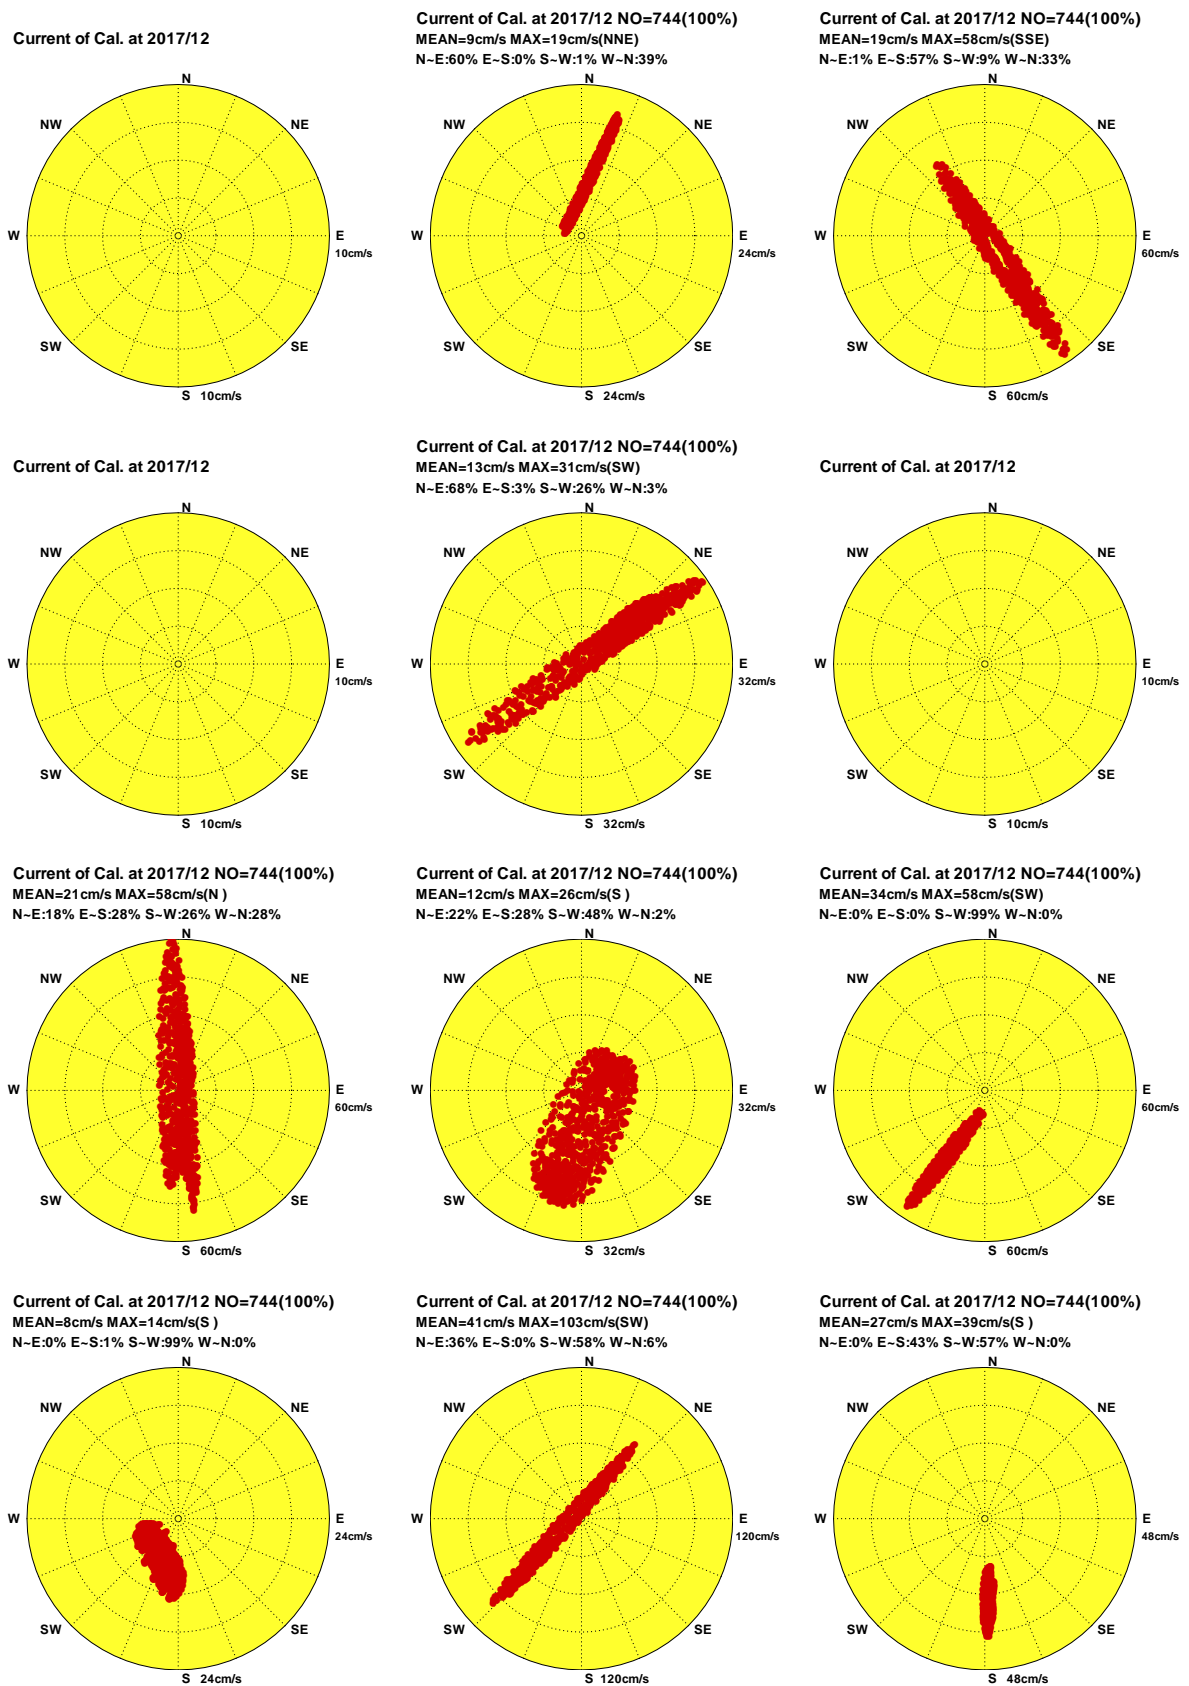 Current of Cal. at 2017/12
N
NW
NE
W
E
10cm/s
SW
SE
S 10cm/s
Current of Cal. at 2017/12 NO=744(100%)
MEAN=9cm/s MAX=19cm/s(NNE)
N~E:60% E~S:0% S~W:1% W~N:39%
N
NW
NE
W
E
24cm/s
SW
SE
S 24cm/s
Current of Cal. at 2017/12 NO=744(100%)
MEAN=19cm/s MAX=58cm/s(SSE)
N~E:1% E~S:57% S~W:9% W~N:33%
N
NW
NE
W
E
60cm/s
SW
SE
S 60cm/s
Current of Cal. at 2017/12
N
NW
NE
W
E
10cm/s
SW
SE
S 10cm/s
Current of Cal. at 2017/12 NO=744(100%)
MEAN=13cm/s MAX=31cm/s(SW)
N~E:68% E~S:3% S~W:26% W~N:3%
N
NW
NE
W
E
32cm/s
SW
SE
S 32cm/s
Current of Cal. at 2017/12
N
NW
NE
W
E
10cm/s
SW
SE
S 10cm/s
Current of Cal. at 2017/12 NO=744(100%)
MEAN=21cm/s MAX=58cm/s(N )
N~E:18% E~S:28% S~W:26% W~N:28%
N
NW
NE
W
E
60cm/s
SW
SE
S 60cm/s
Current of Cal. at 2017/12 NO=744(100%)
MEAN=12cm/s MAX=26cm/s(S )
N~E:22% E~S:28% S~W:48% W~N:2%
N
NW
NE
W
E
32cm/s
SW
SE
S 32cm/s
Current of Cal. at 2017/12 NO=744(100%)
MEAN=34cm/s MAX=58cm/s(SW)
N~E:0% E~S:0% S~W:99% W~N:0%
N
NW
NE
W
E
60cm/s
SW
SE
S 60cm/s
Current of Cal. at 2017/12 NO=744(100%)
MEAN=8cm/s MAX=14cm/s(S )
N~E:0% E~S:1% S~W:99% W~N:0%
N
NW
NE
W
E
24cm/s
SW
SE
S 24cm/s
Current of Cal. at 2017/12 NO=744(100%)
MEAN=41cm/s MAX=103cm/s(SW)
N~E:36% E~S:0% S~W:58% W~N:6%
N
NW
NE
W
E
120cm/s
SW
SE
S 120cm/s
Current of Cal. at 2017/12 NO=744(100%)
MEAN=27cm/s MAX=39cm/s(S )
N~E:0% E~S:43% S~W:57% W~N:0%
N
NW
NE
W
E
48cm/s
SW
SE
S 48cm/s